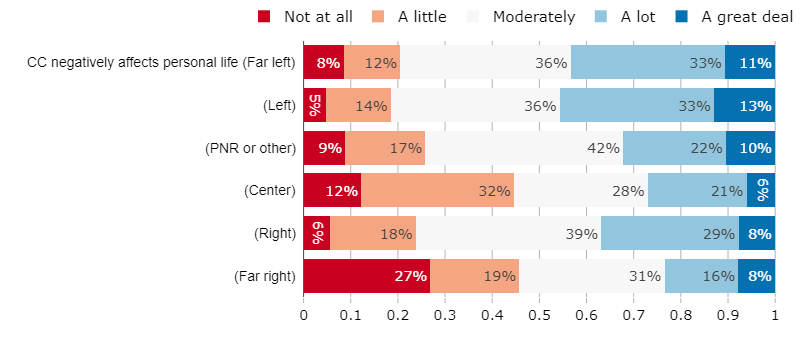 Not at all A little Moderately A lot A great deal
CC negatively affects personal life (Far left) 8% 12% 36% 33% 11%
(Left) 5% 14% 36% 33% 13%
(PNR or other) 9% 17% 42% 22% 10%
(Center) 12% 32% 28% 21% 6%
(Right) 6% 18% 39% 29% 8%
(Far right) 27% 19% 31% 16% 8%
0 0.1 0.2 0.3 0.4 0.5 0.6 0.7 0.8 0.9 1